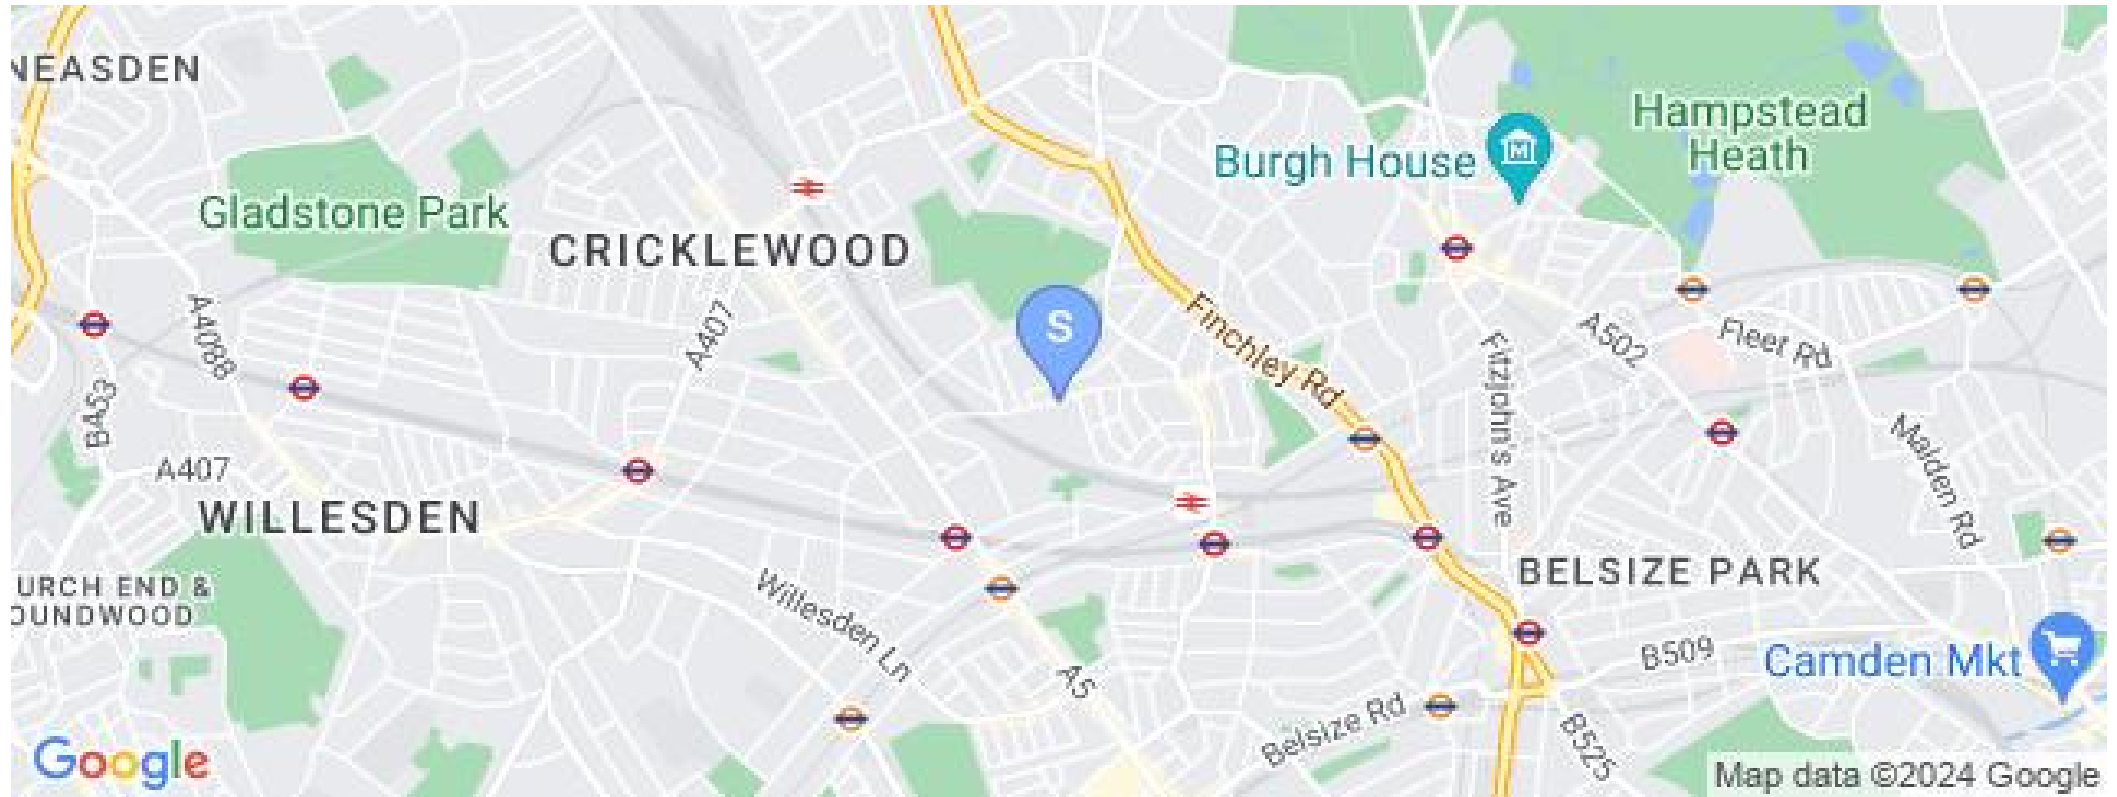 NEASDEN
Hampstead
Heath
Burgh House
Gladstone Park
CRICKLEWOOD
S
A4088
A407
Finchley Rd
A502
Fleet Rd
Fitzjohn's Ave
B453
Malden Rd
A407
WILLESDEN
BELSIZE PARK
URCH END &
OUNDWOOD
Willesden Ln
A5
B509
Camden Mkt
Belsize Rd
B525
Google
Map data ©2024 Google